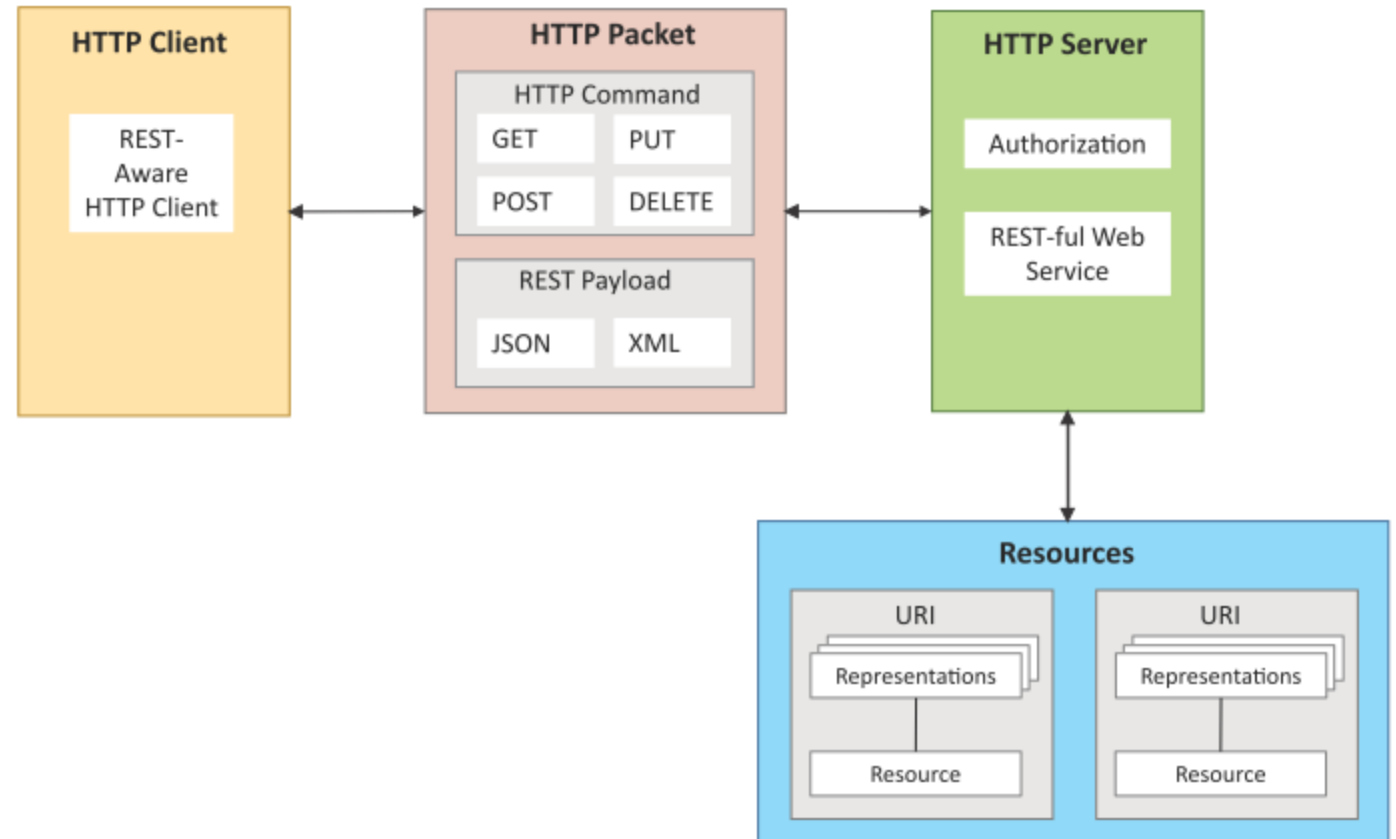 HTTP Client
REST-
Aware
HTTP Client
HTTP Packet
HTTP Command
GET
PUT
POST
DELETE
REST Payload
JSON
XML
HTTP Server
Authorization
REST-ful Web
Service
Resources
URI
Representations
Resource
URI
Representations
Resource